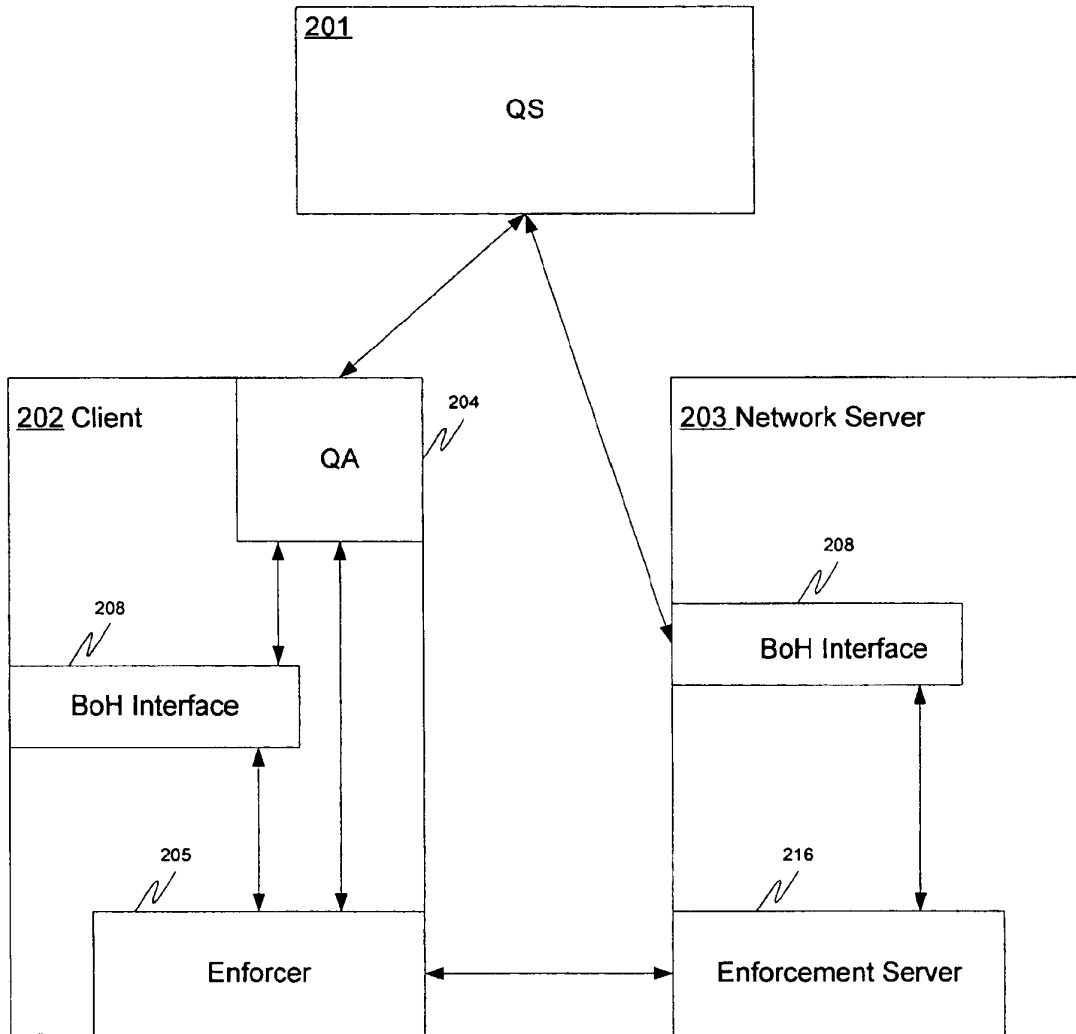 201
QS
202 Client
204
QA
203 Network Server
208
BoH Interface
208
BoH Interface
205
Enforcer
216
Enforcement Server